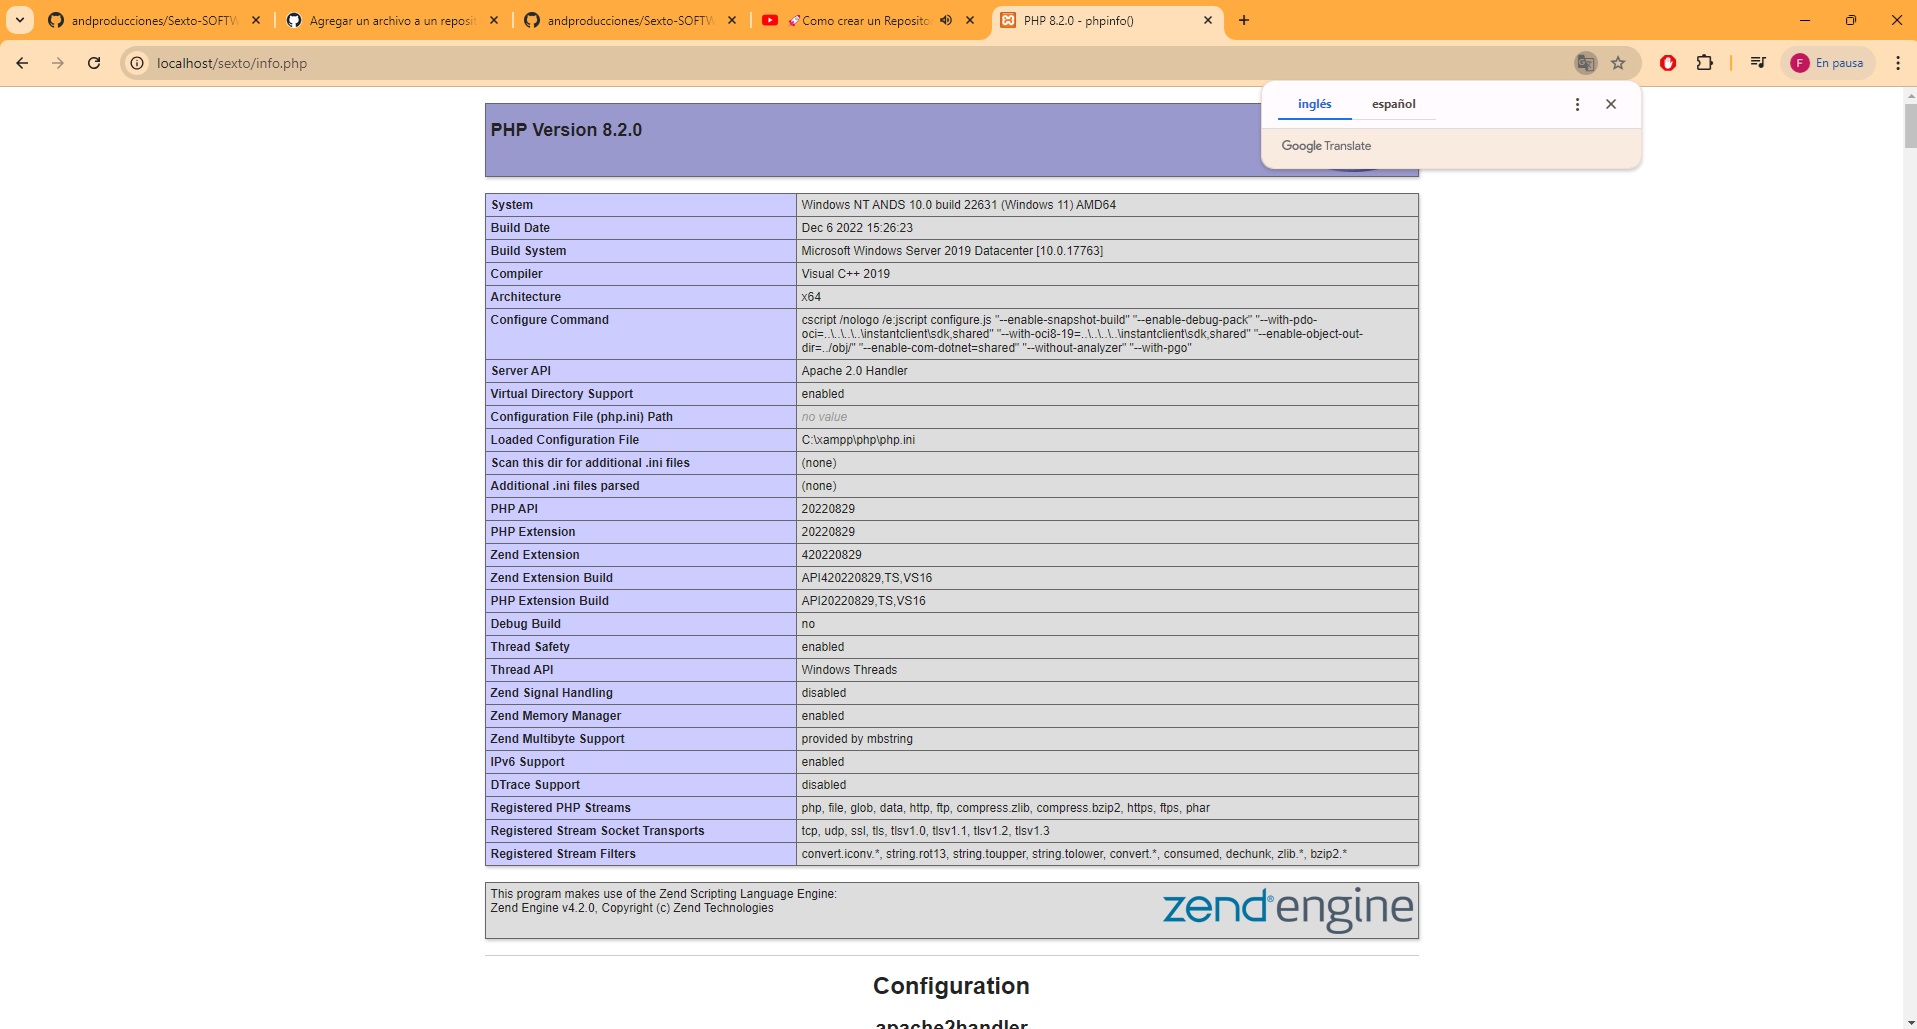 andproducciones/Sexto-SOFTW
Agregar un archivo a un reposit
andproducciones/Sexto-SOFTW
🚀Como crear un Reposito
PHP 8.2.0 - phpinfo()
localhost/sexto/info.php
F En pausa
inglés español
Google Translate
PHP Version 8.2.0
System Windows NT ANDS 10.0 build 22631 (Windows 11) AMD64
Build Date Dec 6 2022 15:26:23
Build System Microsoft Windows Server 2019 Datacenter [10.0.17763]
Compiler Visual C++ 2019
Architecture x64
Configure Command cscript /nologo /e:jscript configure.js "--enable-snapshot-build" "--enable-debug-pack" "--with-pdo-
oci=..\..\..\..\instantclient\sdk,shared" "--with-oci8-19=..\..\..\..\instantclient\sdk,shared" "--enable-object-out-
dir=../obj/" "--enable-com-dotnet=shared" "--without-analyzer" "--with-pgo"
Server API Apache 2.0 Handler
Virtual Directory Support enabled
Configuration File (php.ini) Path no value
Loaded Configuration File C:\xampp\php\php.ini
Scan this dir for additional .ini files (none)
Additional .ini files parsed (none)
PHP API 20220829
PHP Extension 20220829
Zend Extension 420220829
Zend Extension Build API420220829,TS,VS16
PHP Extension Build API20220829,TS,VS16
Debug Build no
Thread Safety enabled
Thread API Windows Threads
Zend Signal Handling disabled
Zend Memory Manager enabled
Zend Multibyte Support provided by mbstring
IPv6 Support enabled
DTrace Support disabled
Registered PHP Streams php, file, glob, data, http, ftp, compress.zlib, compress.bzip2, https, ftps, phar
Registered Stream Socket Transports tcp, udp, ssl, tls, tlsv1.0, tlsv1.1, tlsv1.2, tlsv1.3
Registered Stream Filters convert.iconv.*, string.rot13, string.toupper, string.tolower, convert.*, consumed, dechunk, zlib.*, bzip2.*
This program makes use of the Zend Scripting Language Engine:
Zend Engine v4.2.0, Copyright (c) Zend Technologies
zend® engine
Configuration
apache2handler